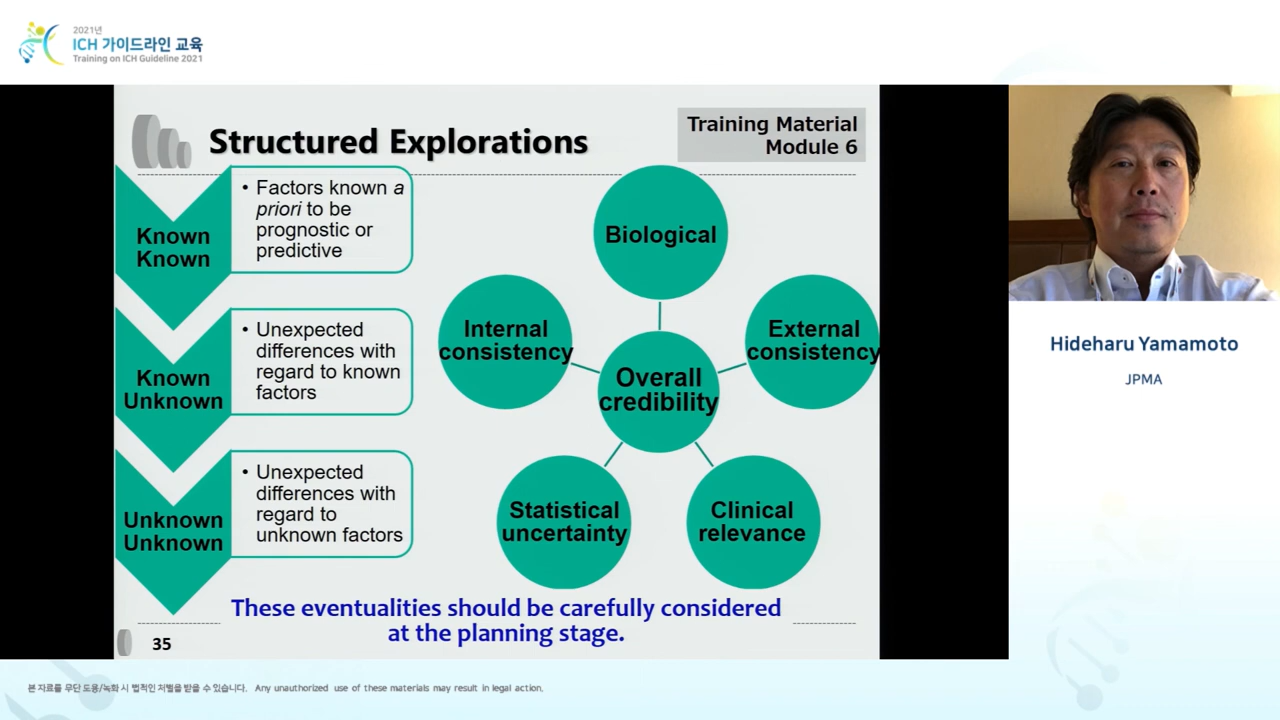 2021년
ICH 가이드라인 교육
Training on ICH Guideline 2021
Structured Explorations
Training Material
Module 6
Known
Known
• Factors known a
priori to be
prognostic or
predictive
Known
Unknown
• Unexpected
differences with
regard to known
factors
Unknown
Unknown
• Unexpected
differences with
regard to
unknown factors
Biological
Internal
consistency
External
consistency
Overall
credibility
Statistical
uncertainty
Clinical
relevance
These eventualities should be carefully considered
at the planning stage.
35
Hideharu Yamamoto
JPMA
본 자료를 무단 도용/녹화 시 법적인 처벌을 받을 수 있습니다. Any unauthorized use of these materials may result in legal action.